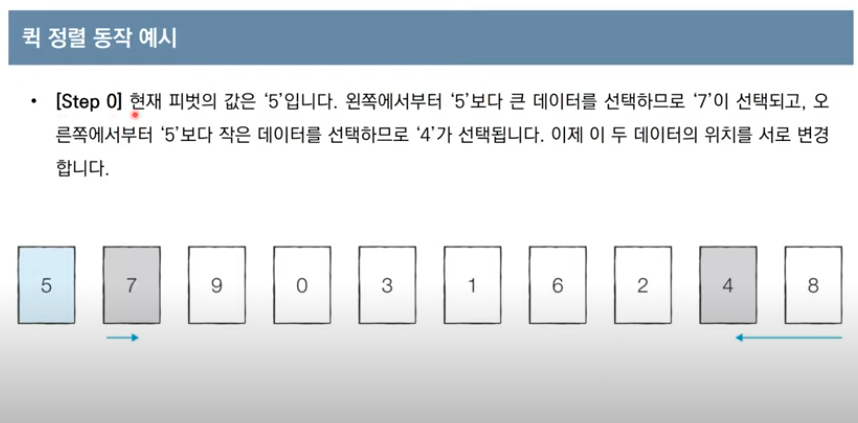 퀵 정렬 동작 예시
• [Step 0] 현재 피벗의 값은 ‘5’입니다. 왼쪽에서부터 ‘5’보다 큰 데이터를 선택하므로 ‘7’이 선택되고, 오
른쪽에서부터 ‘5’보다 작은 데이터를 선택하므로 ‘4’가 선택됩니다. 이제 이 두 데이터의 위치를 서로 변경
합니다.
5 7 9 0 3 1 6 2 4 8